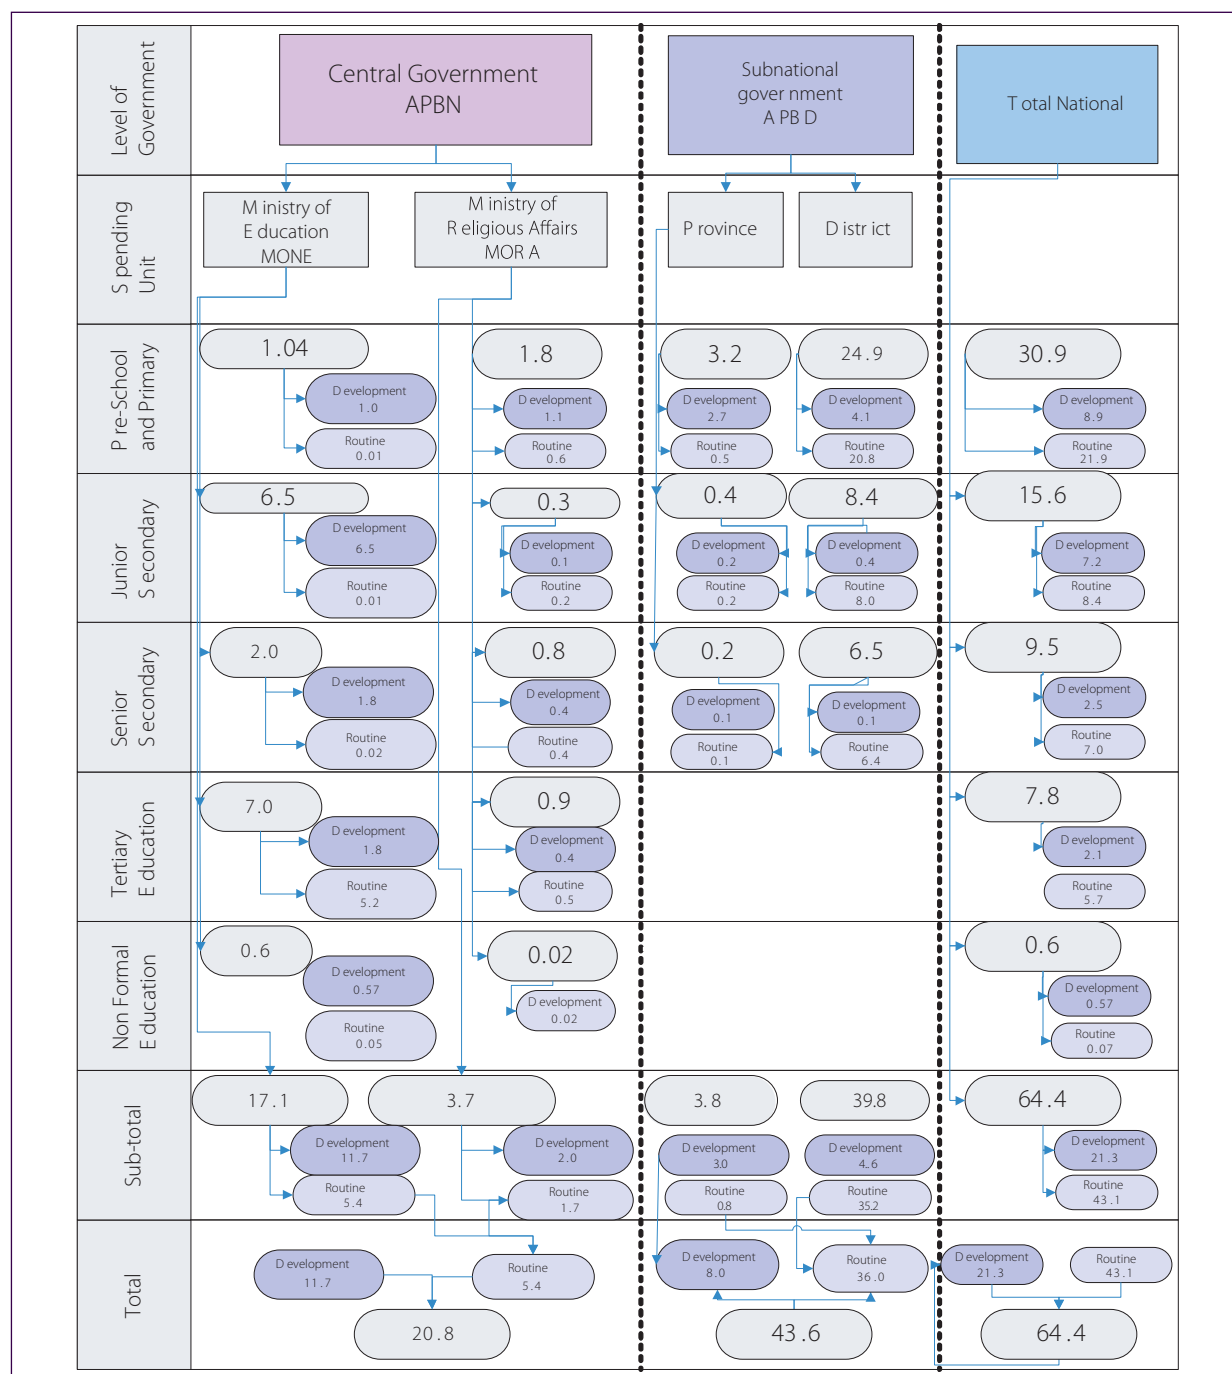 Level of
Government
Central Government
APBN
Subnational
gove r nment
A PB D
T otal National
S pending
Unit
M inistry of
E ducation
MONE
M inistry of
R eligious Affairs
MOR A
P rovince
D istr ict
P re-School
and Primary
1.04
D evelopment
1.0
Routine
0.01
1.8
D evelopment
1.1
Routine
0.6
3.2
D evelopment
2.7
Routine
0.5
24.9
D evelopment
4.1
Routine
20.8
30.9
D evelopment
8.9
Routine
21.9
Junior
S econdary
6.5
D evelopment
6.5
Routine
0.01
0.3
D evelopment
0.1
Routine
0.2
0.4
D evelopment
0.2
Routine
0.2
8.4
D evelopment
0.4
Routine
8.0
15.6
D evelopment
7.2
Routine
8.4
Senior
S econdary
2.0
D evelopment
1.8
Routine
0.02
0.8
D evelopment
0.4
Routine
0.4
0.2
D evelopment
0.1
Routine
0.1
6.5
D evelopment
0.1
Routine
6.4
9.5
D evelopment
2.5
Routine
7.0
Tertiary
E ducation
7.0
D evelopment
1.8
Routine
5.2
0.9
D evelopment
0.4
Routine
0.5
7.8
D evelopment
2.1
Routine
5.7
Non Formal
E ducation
0.6
D evelopment
0.57
Routine
0.05
0.02
D evelopment
0.02
0.6
D evelopment
0.57
Routine
0.07
Sub-total
17.1
D evelopment
11.7
Routine
5.4
3.7
D evelopment
2.0
Routine
1.7
3.8
D evelopment
3.0
Routine
0.8
39.8
D evelopment
4.6
Routine
35.2
64.4
D evelopment
21.3
Routine
43.1
Total
D evelopment
11.7
Routine
5.4
20.8
D evelopment
8.0
Routine
36.0
43.6
D evelopment
21.3
Routine
43.1
64.4